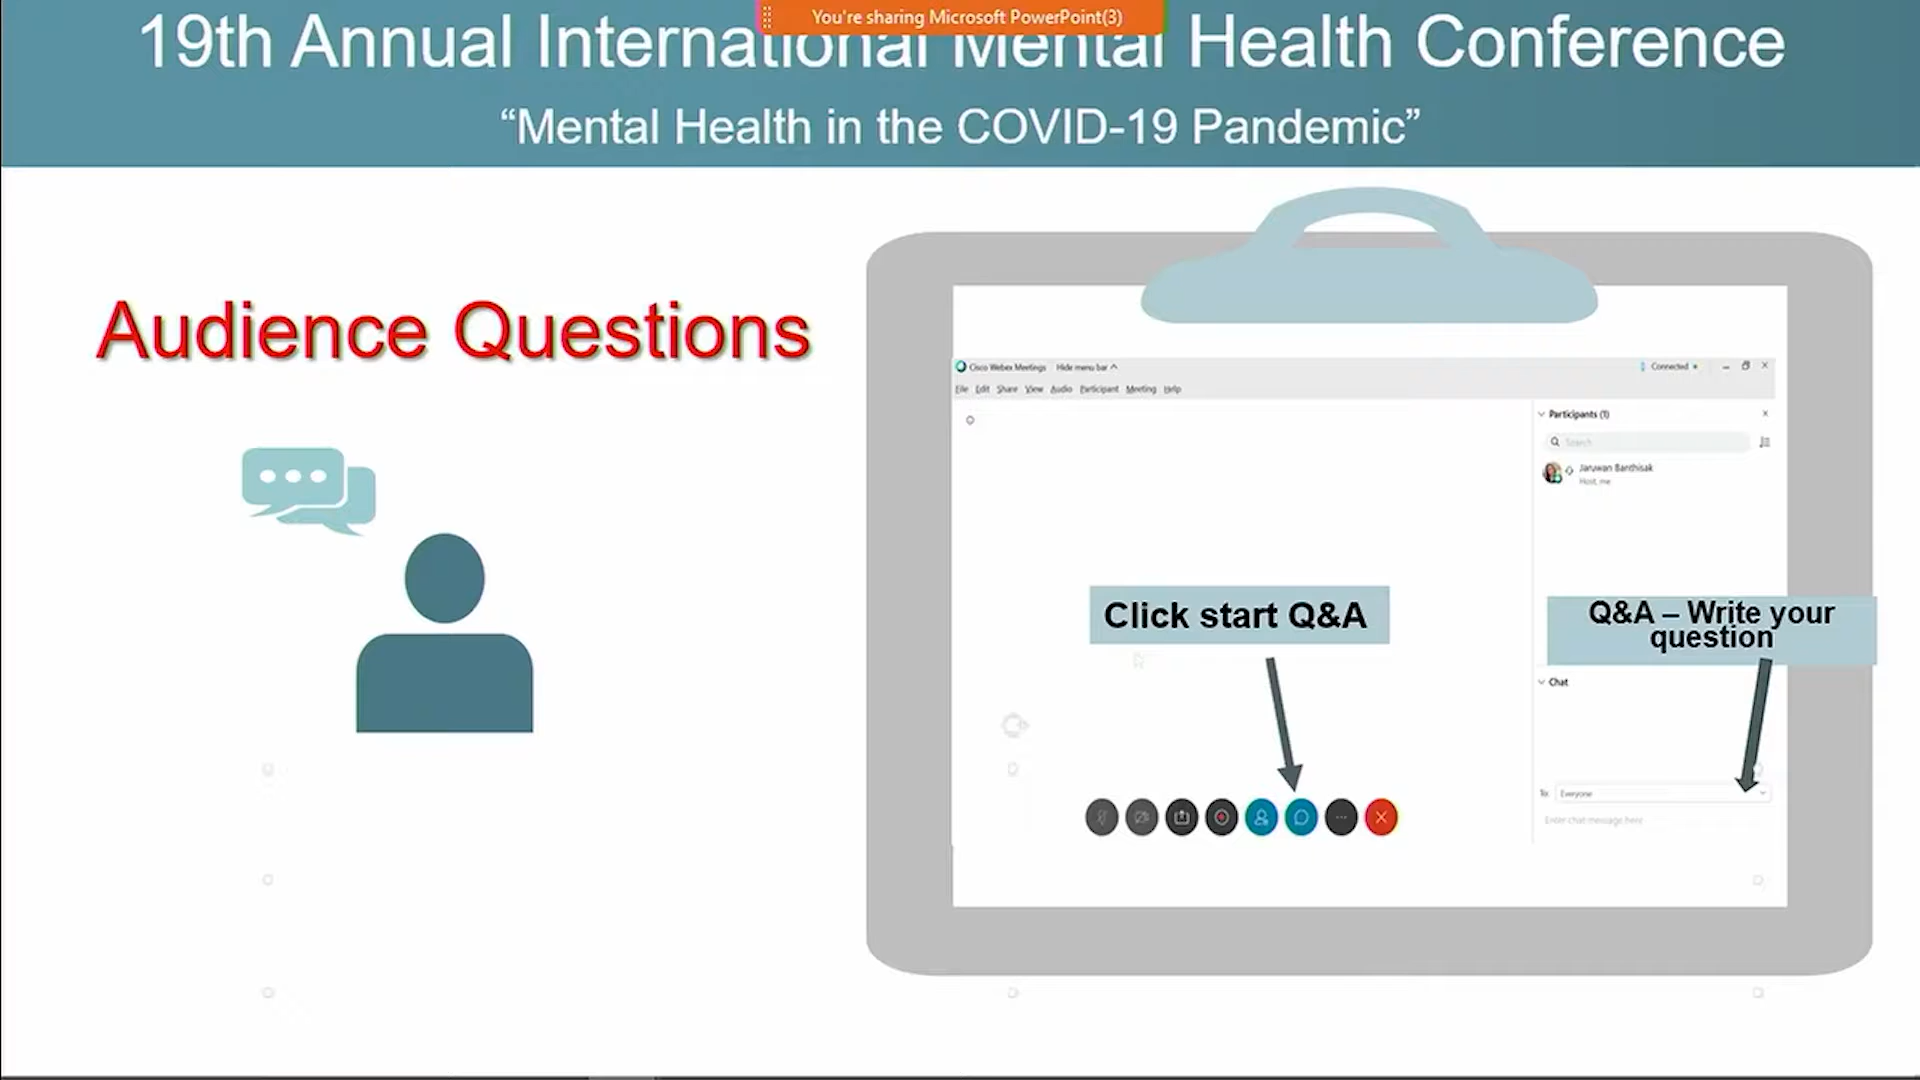 You're sharing Microsoft PowerPoint(3)
19th Annual International Mental Health Conference
“Mental Health in the COVID-19 Pandemic”
Audience Questions
Cisco Webex Meetings Hide menu bar
Connected
File Edit Share View Audio Participant Meeting Help
Participants (1)
Search
Jaruwan Banthisak
Host, me
Click start Q&A
Q&A – Write your
question
Chat
To: Everyone
Enter chat message here